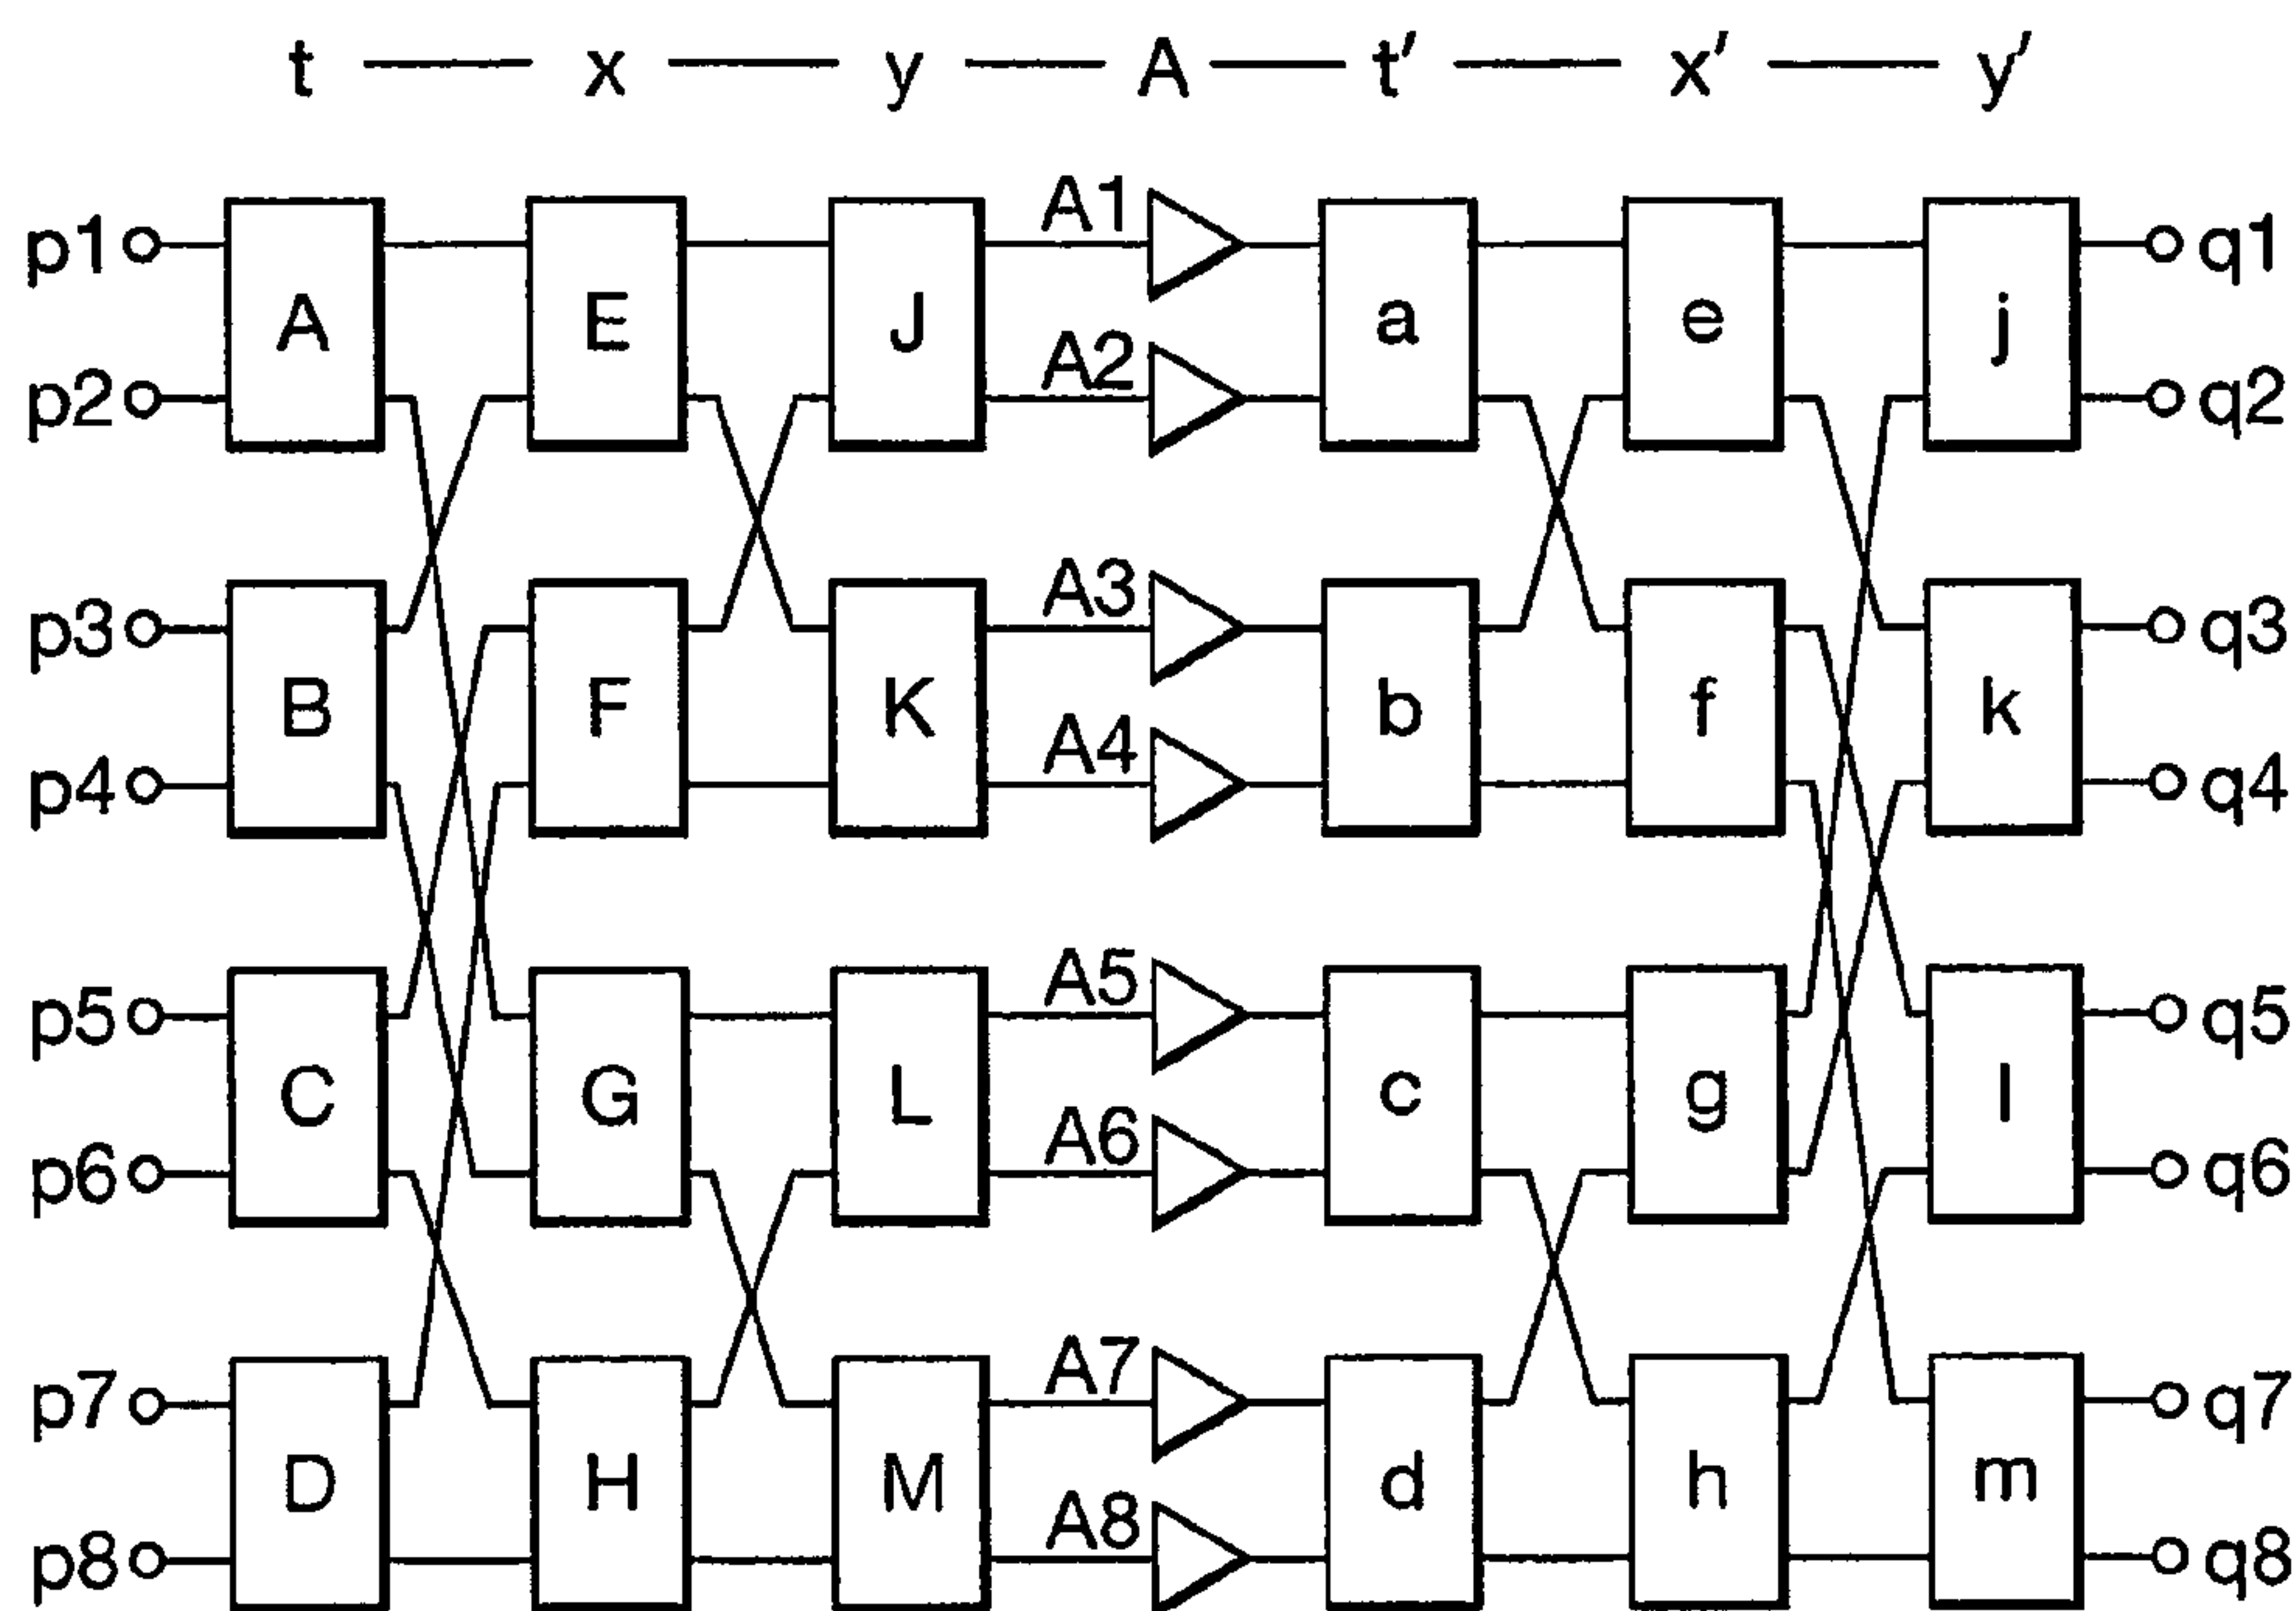 t x y A t′ x′ y′
p1 A E J A1 a e j q1
p2 A2 q2
p3 B F K A3 b f k q3
p4 A4 q4
p5 C G L A5 c g l q5
p6 A6 q6
p7 D H M A7 d h m q7
p8 A8 q8